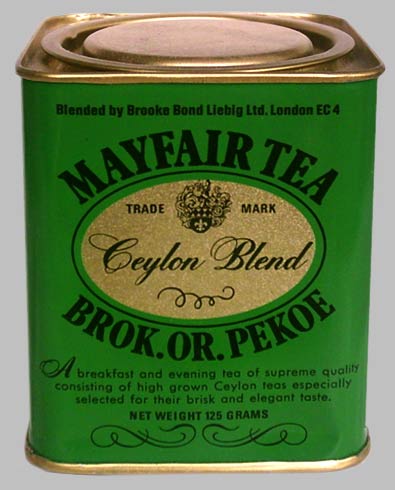 Blended by Brooke Bond Liebig Ltd. London EC4
MAYFAIR TEA
TRADE MARK
Ceylon Blend
BROK.OR.PEKOE
A breakfast and evening tea of supreme quality
consisting of high grown Ceylon teas especially
selected for their brisk and elegant taste.
NET WEIGHT 125 GRAMS